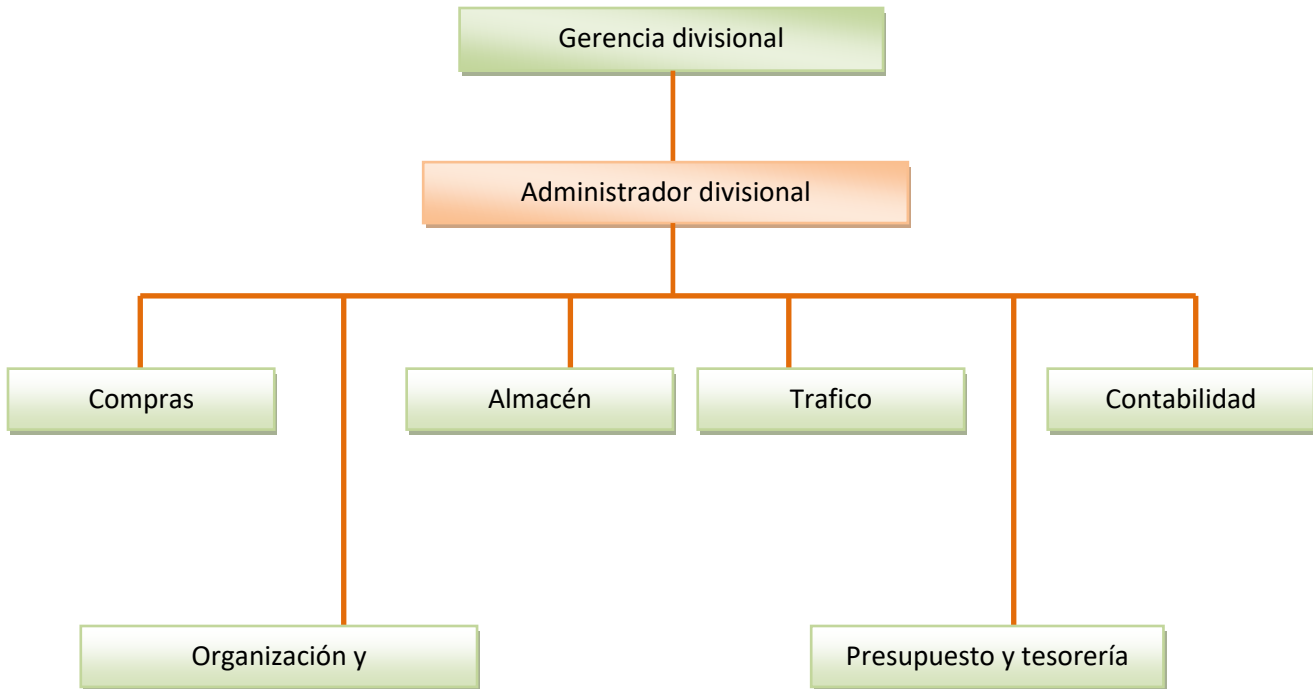 Gerencia divisional
Administrador divisional
Compras
Almacén
Trafico
Contabilidad
Organización y
Presupuesto y tesorería